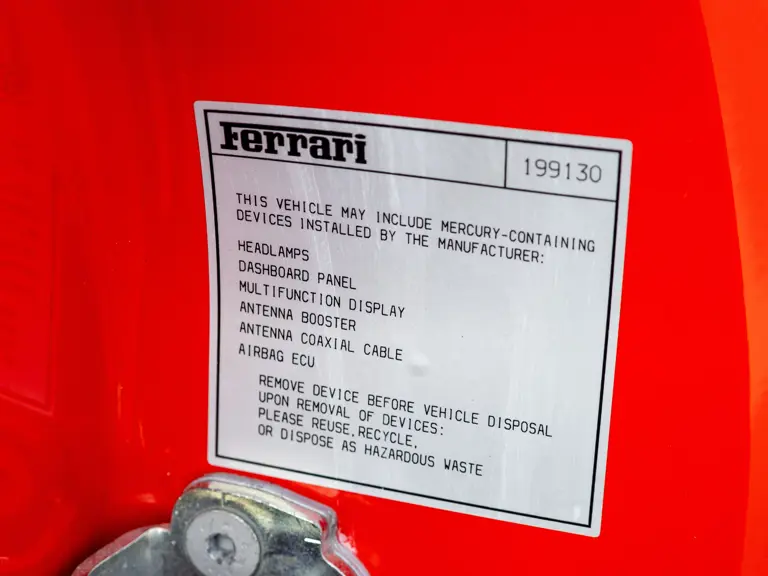 Ferrari
199130
THIS VEHICLE MAY INCLUDE MERCURY-CONTAINING
DEVICES INSTALLED BY THE MANUFACTURER:
HEADLAMPS
DASHBOARD PANEL
MULTIFUNCTION DISPLAY
ANTENNA BOOSTER
ANTENNA COAXIAL CABLE
AIRBAG ECU
REMOVE DEVICE BEFORE VEHICLE DISPOSAL
UPON REMOVAL OF DEVICES:
PLEASE REUSE,RECYCLE,
OR DISPOSE AS HAZARDOUS WASTE